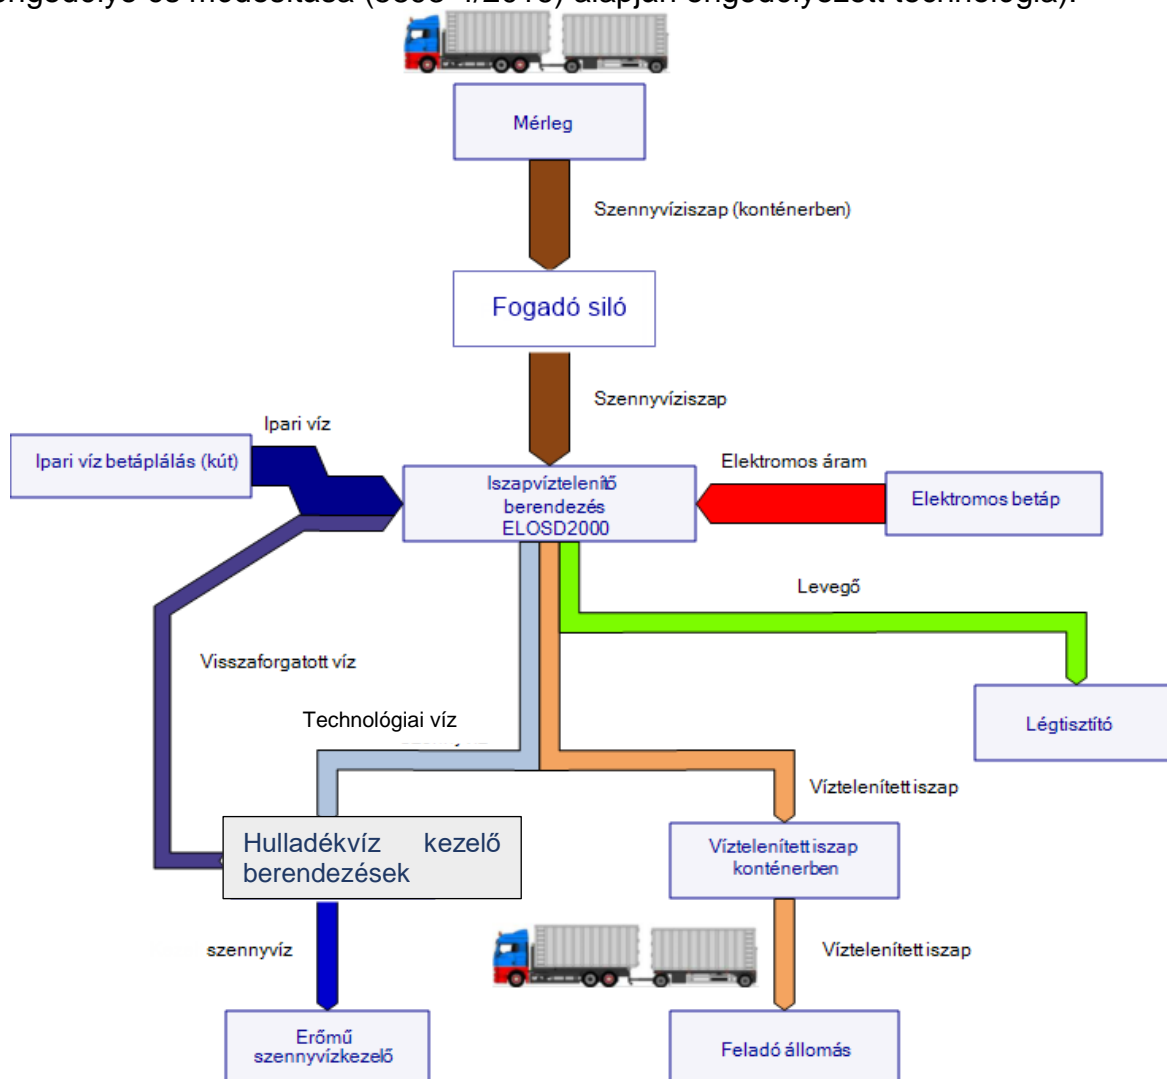 Mérleg
Szennyvíziszap (konténerben)
Fogadó siló
Szennyvíziszap
Ipari víz
Ipari víz betáplálás (kút)
Iszapvíztelenítő
berendezés
ELOSD2000
Elektromos áram
Elektromos betáp
Levegő
Visszaforgatott víz
Technológiai víz
Légtisztító
Víztelenített iszap
Hulladékvíz kezelő
berendezések
Víztelenített iszap
konténerben
szennyvíz
Víztelenített iszap
Erőmű
szennyvízkezelő
Feladó állomás